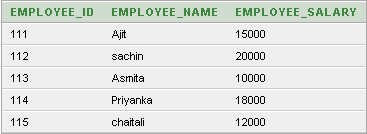 EMPLOYEE_ID EMPLOYEE_NAME EMPLOYEE_SALARY
111 Ajit 15000
112 sachin 20000
113 Asmita 10000
114 Priyanka 18000
115 chaitali 12000